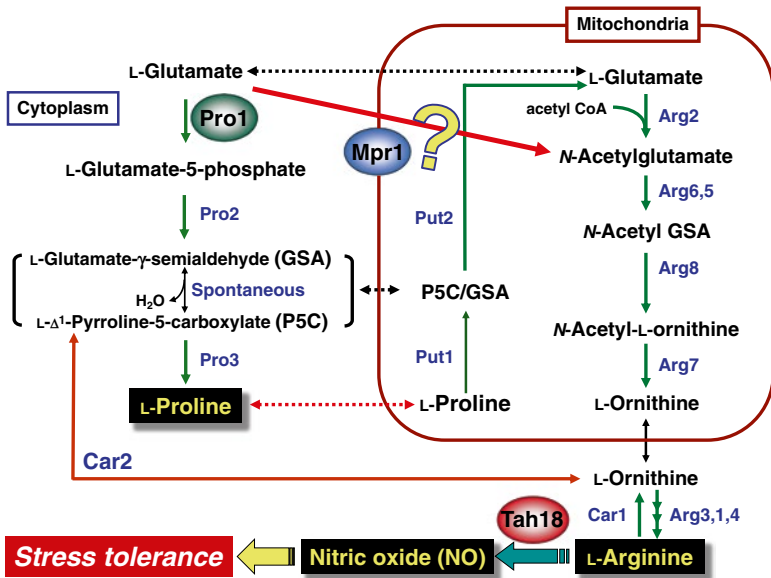 Mitochondria
L-Glutamate
L-Glutamate
Cytoplasm
Pro1
acetyl CoA
Arg2
Mpr1
?
N-Acetylglutamate
L-Glutamate-5-phosphate
Arg6,5
Pro2
Put2
N-Acetyl GSA
L-Glutamate-γ-semialdehyde (GSA)
Arg8
H2O
Spontaneous
P5C/GSA
L-Δ1-Pyrroline-5-carboxylate (P5C)
N-Acetyl-L-ornithine
Pro3
Put1
Arg7
L-Proline
L-Proline
L-Ornithine
Car2
L-Ornithine
Tah18
Car1
Arg3,1,4
Stress tolerance
Nitric oxide (NO)
L-Arginine